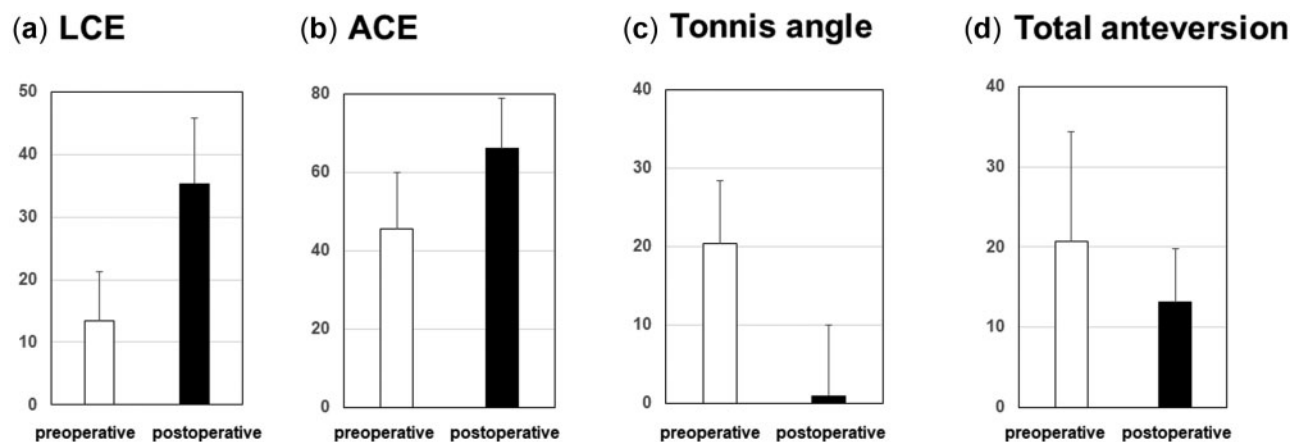 (a) LCE
50
40
30
20
10
0
preoperative postoperative
(b) ACE
80
60
40
20
0
preoperative postoperative
(c) Tonnis angle
40
30
20
10
0
preoperative postoperative
(d) Total anteversion
40
30
20
10
0
preoperative postoperative